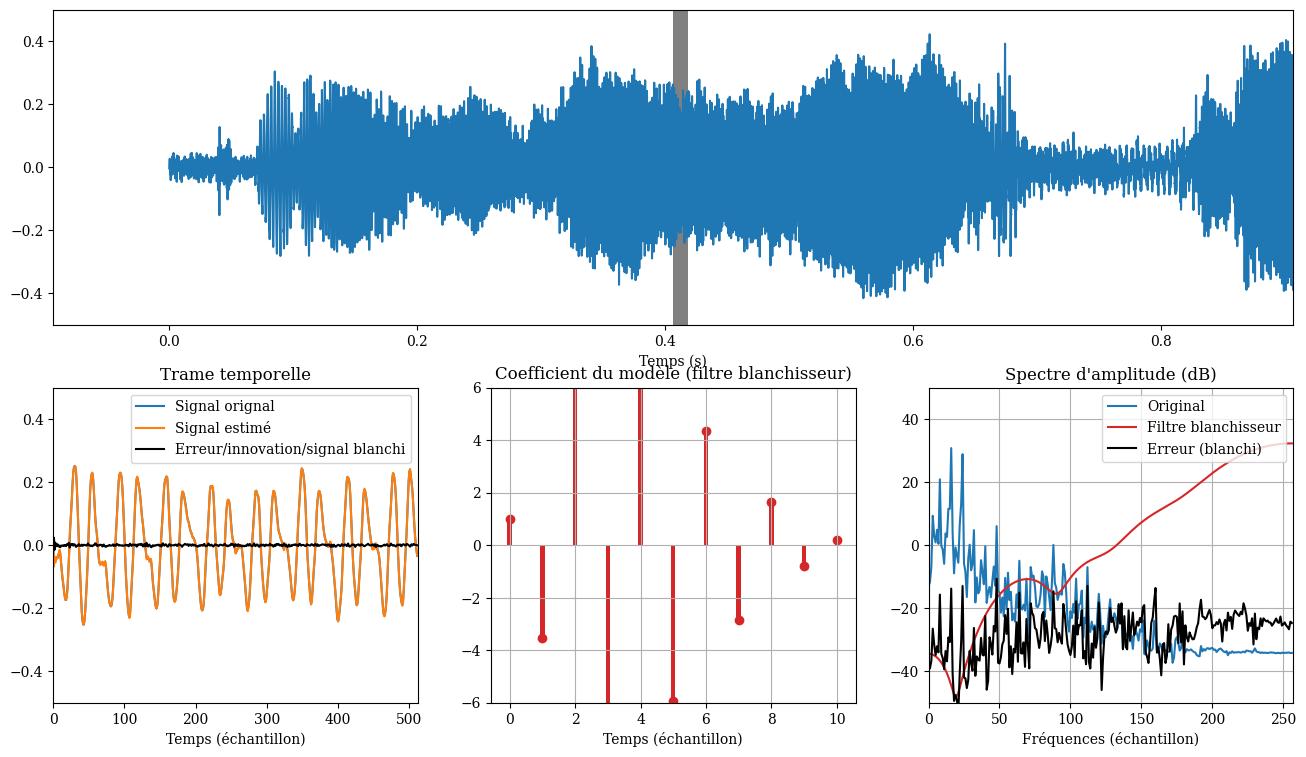 0.4
0.2
0.0
−0.2
−0.4
0.0 0.2 0.4 0.6 0.8
Temps (s)
Trame temporelle
0.4
0.2
0.0
−0.2
−0.4
Signal orignal
Signal estimé
Erreur/innovation/signal blanchi
0 100 200 300 400 500
Temps (échantillon)
Coefficient du modèle (filtre blanchisseur)
6
4
2
0
−2
−4
−6
0 2 4 6 8 10
Temps (échantillon)
Spectre d'amplitude (dB)
40
20
0
−20
−40
Original
Filtre blanchisseur
Erreur (blanchi)
0 50 100 150 200 250
Fréquences (échantillon)